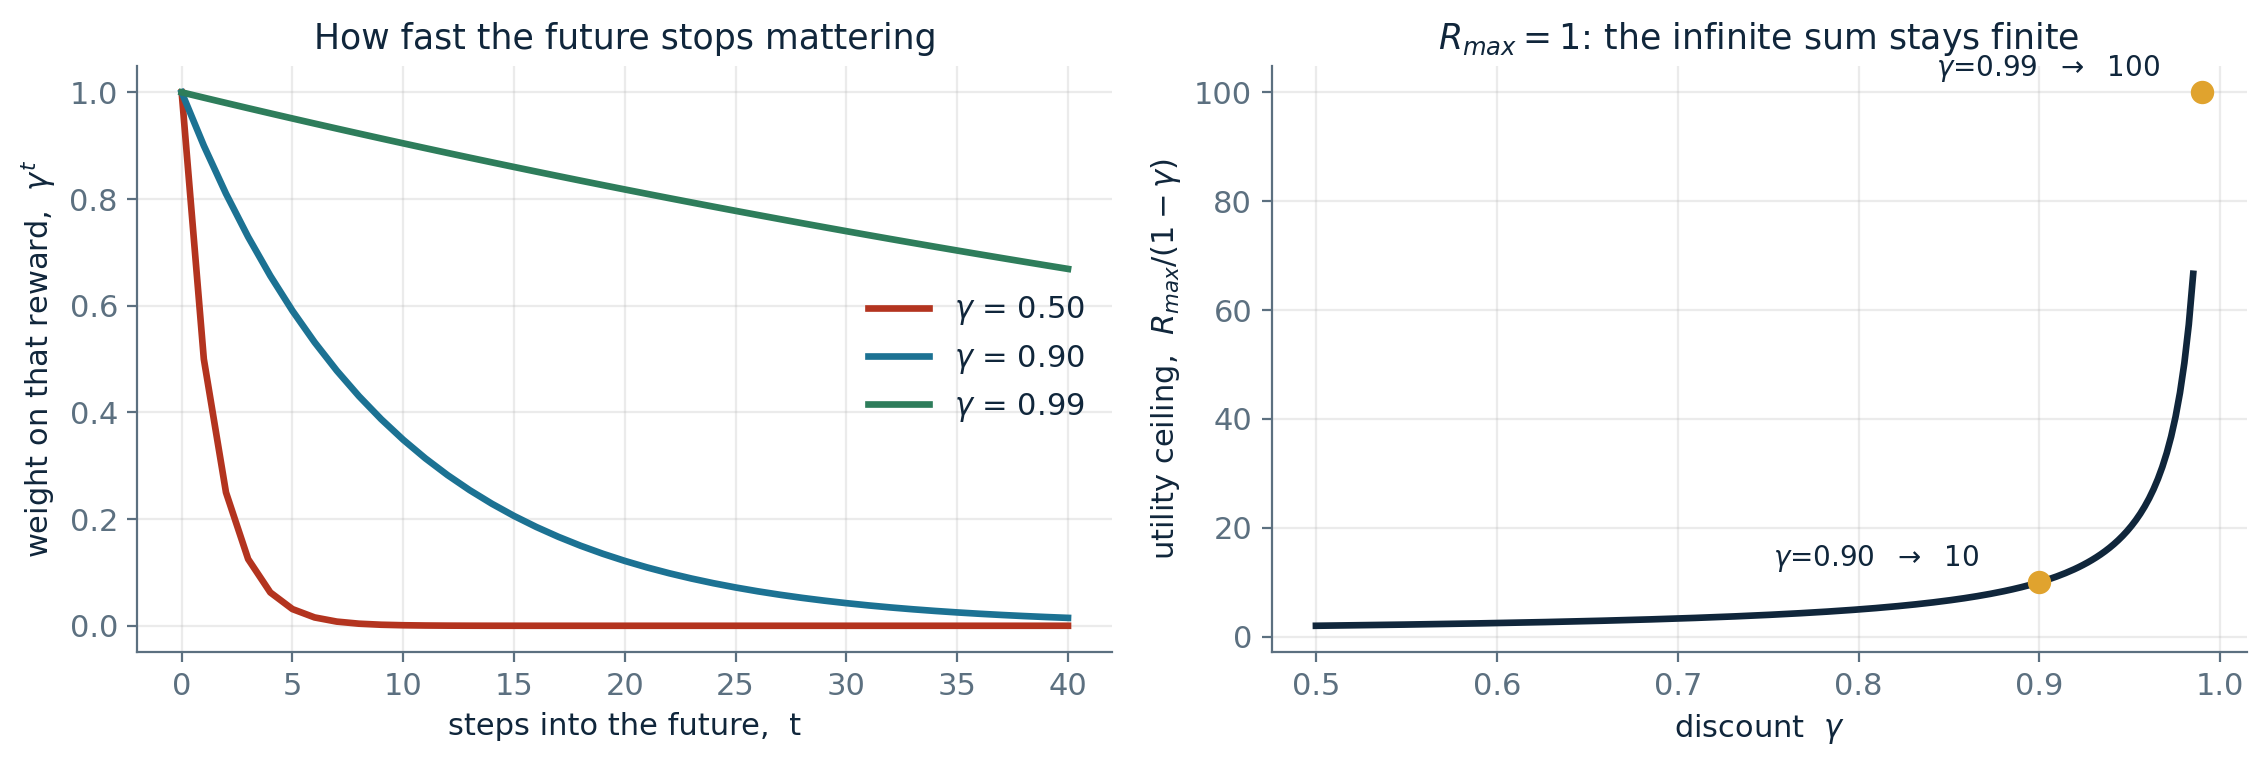 How fast the future stops mattering
weight on that reward, γ^t
1.0
0.8
0.6
0.4
0.2
0.0
γ = 0.50
γ = 0.90
γ = 0.99
0 5 10 15 20 25 30 35 40
steps into the future, t
R_max = 1: the infinite sum stays finite
γ=0.99 → 100
utility ceiling, R_max/(1 − γ)
100
80
60
40
20
0
γ=0.90 → 10
0.5 0.6 0.7 0.8 0.9 1.0
discount γ